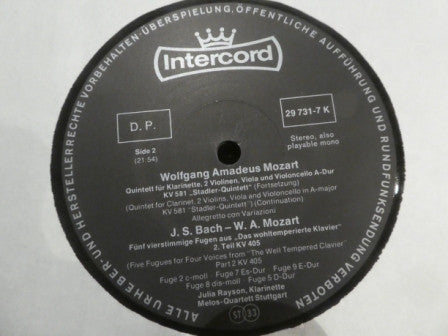 Intercord
D. P.
29 731-7 K
Side 2
(21:54)
Stereo, also
playable mono
Wolfgang Amadeus Mozart
Quintett für Klarinette, 2 Violinen, Viola und Violoncello A-Dur
KV 581 „Stadler-Quintett" (Fortsetzung)
(Quintet for Clarinet, 2 Violins, Viola and Violoncello in A-major
KV 581 "Stadler-Quintett") (Continuation)
Allegretto con Variazioni
J. S. Bach – W. A. Mozart
Fünf vierstimmige Fugen aus „Das wohltemperierte Klavier"
2. Teil KV 405
(Five Fugues for Four Voices from "The Well Tempered Clavier"
Part 2 KV 405)
Fuge 2 c-moll Fuge 7 Es-Dur Fuge 9 E-Dur
Fuge 8 dis-moll Fuge 5 D-Dur
Julia Rayson, Klarinette
Melos-Quartett Stuttgart
ST 33
ALLE URHEBER- UND HERSTELLERRECHTE VORBEHALTEN·ÜBERSPIELUNG, ÖFFENTLICHE AUFFÜHRUNG UND RUNDFUNKSENDUNG VERBOTEN